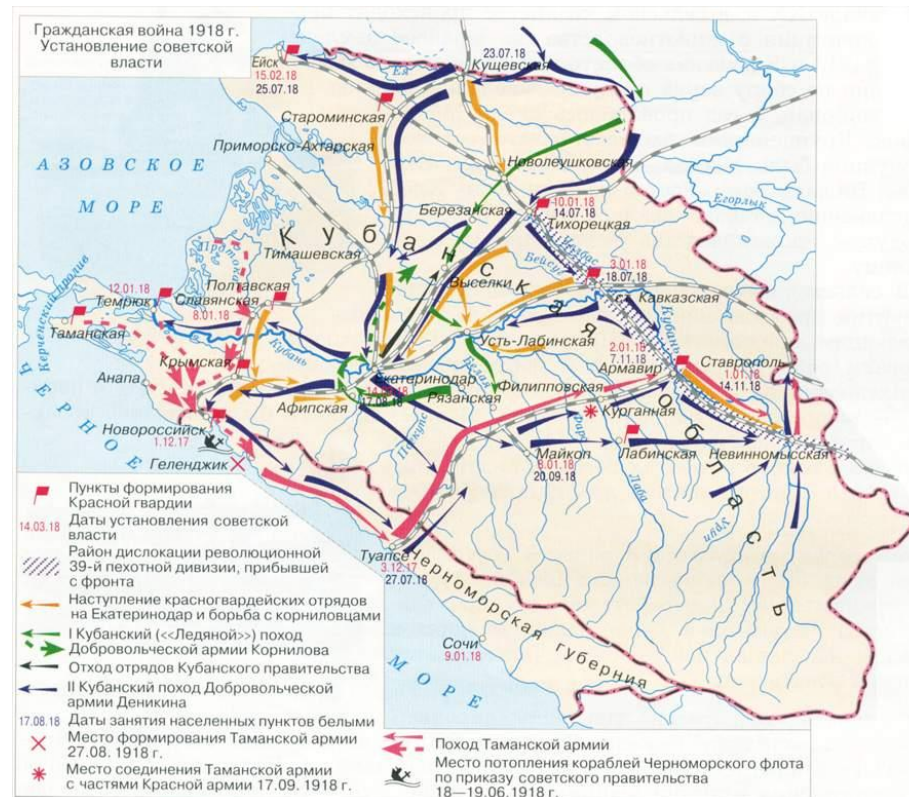 Гражданская война 1918 г.
Установление советской
власти
23.07.18
Ея
Кущевская
Ейск
15.02.18
25.07.18
Староминская
Приморско-Ахтарская
Новолеушковская
АЗОВСКОЕ
МОРЕ
Егорлык
Березанская
10.01.18
14.07.18
Тихорецкая
Кубанская область
Протока
Тимашевская
Бейсуг
3.01.18
18.07.18
Выселки
Полтавская
Керченский пролив
12.01.18
Темрюк
Славянская
8.01.18
Кавказская
Таманская
Кубань
Усть-Лабинская
Кубань
2.01.18
7.11.18
Армавир
Ставрополь
1.01.18
14.11.18
Крымская
Анапа
Екатеринодар
17.08.18
Белая
Филипповская
Рязанская
Афипская
Курганная
Новороссийск
1.12.17
Майкоп
8.01.18
20.09.18
Лабинская
Невинномысская
Лаба
Уруп
Геленджик
ЧЕРНОЕ
МОРЕ
Туапсе
3.12.17
27.07.18
Черноморская губерния
Сочи
9.01.18
Пункты формирования
Красной гвардии
14.03.18
Даты установления советской
власти
Район дислокации революционной
39-й пехотной дивизии, прибывшей
с фронта
Наступление красногвардейских отрядов
на Екатеринодар и борьба с корниловцами
I Кубанский («Ледяной») поход
Добровольческой армии Корнилова
Отход отрядов Кубанского правительства
II Кубанский поход Добровольческой
армии Деникина
17.08.18
Даты занятия населенных пунктов белыми
Место формирования Таманской армии
27.08. 1918 г.
Место соединения Таманской армии
с частями Красной армии 17.09. 1918 г.
Поход Таманской армии
Место потопления кораблей Черноморского флота
по приказу советского правительства
18—19.06.1918 г.